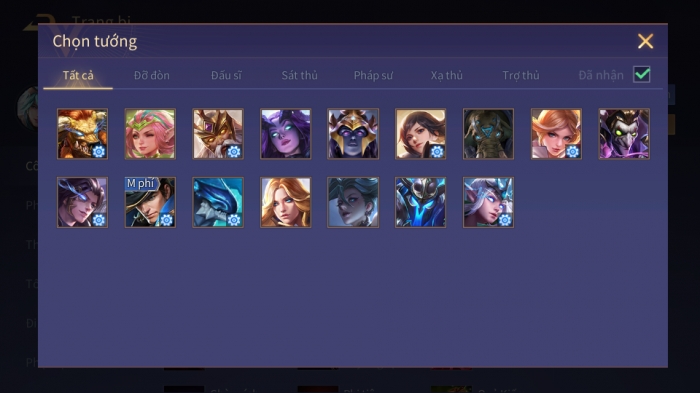 Trang bị
Chọn tướng
Tất cả Đỡ đòn Đấu sĩ Sát thủ Pháp sư Xạ thủ Trợ thủ Đã nhận
M phí